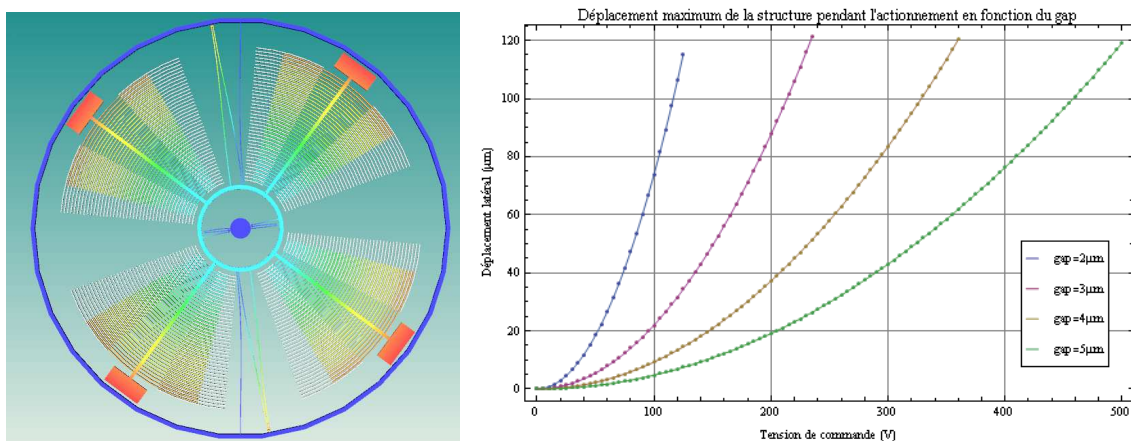 Déplacement maximum de la structure pendant l'actionnement en fonction du gap
120
100
80
60
40
20
0
Déplacement latéral (μm)
gap=2μm
gap=3μm
gap=4μm
gap=5μm
0 100 200 300 400 500
Tension de commande (V)